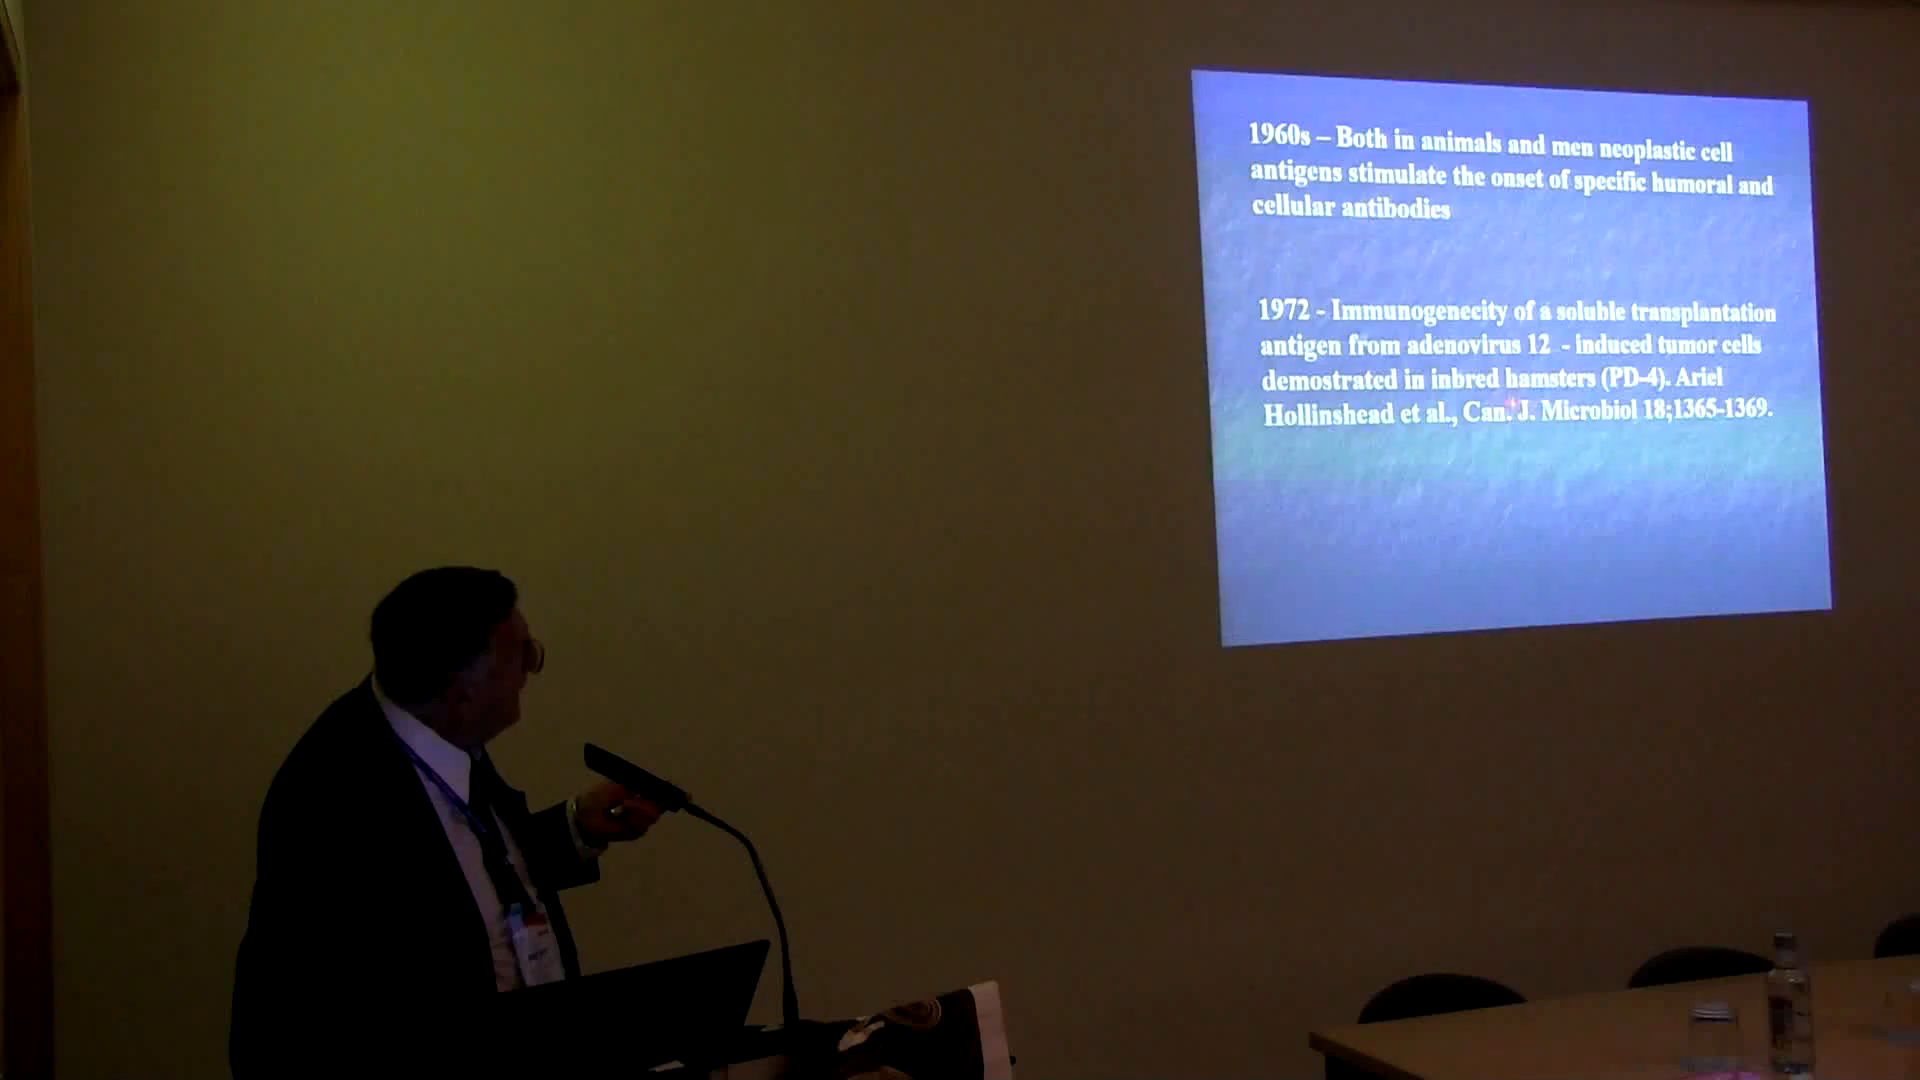 1960s – Both in animals and men neoplastic cell
antigens stimulate the onset of specific humoral and
cellular antibodies
1972 - Immunogenecity of a soluble transplantation
antigen from adenovirus 12 - induced tumor cells
demostrated in inbred hamsters (PD-4). Ariel
Hollinshead et al., Can. J. Microbiol 18;1365-1369.